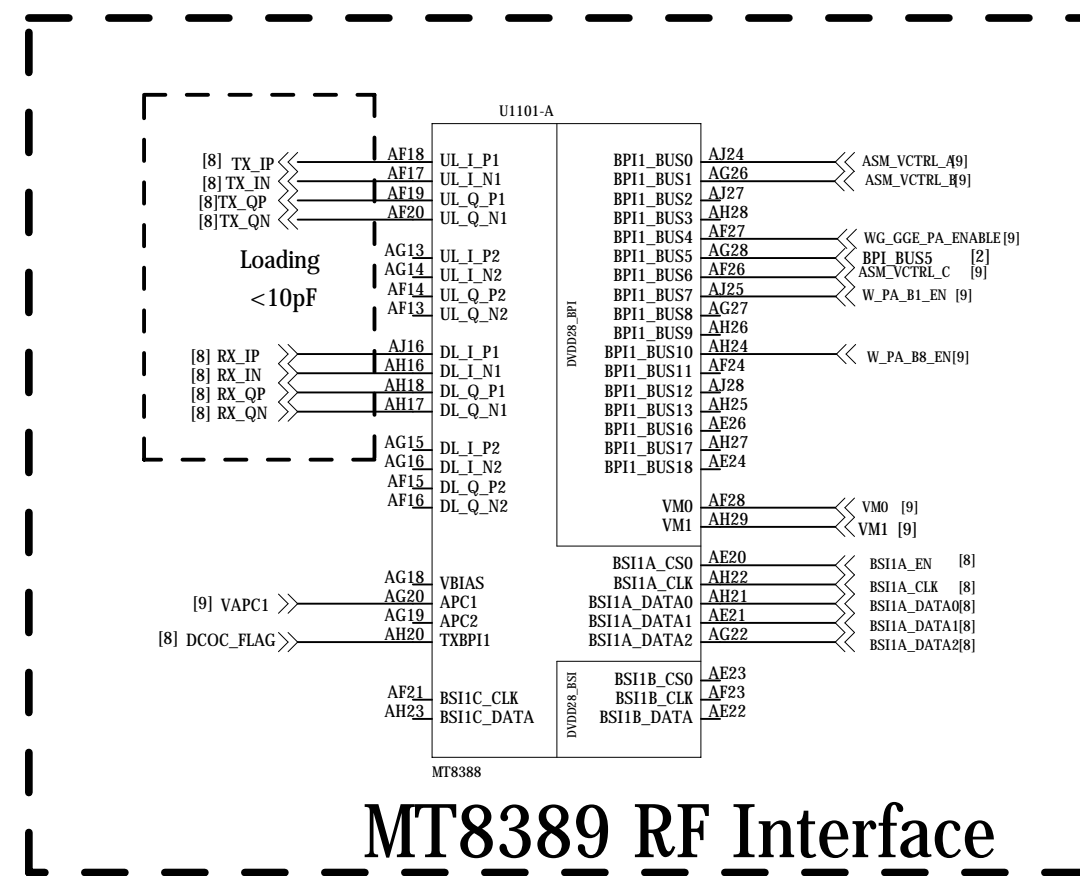 U1101-A
[8] TX_IP AF18 UL_I_P1 BPI1_BUS0 AJ24 ASM_VCTRL_A[9]
[8] TX_IN AF17 UL_I_N1 BPI1_BUS1 AG26 ASM_VCTRL_B[9]
[8]TX_QP AF19 UL_Q_P1 BPI1_BUS2 AJ27
[8]TX_QN AF20 UL_Q_N1 BPI1_BUS3 AH28
BPI1_BUS4 AF27 WG_GGE_PA_ENABLE[9]
Loading AG13 UL_I_P2 BPI1_BUS5 AG28 BPI_BUS5 [2]
AG14 UL_I_N2 BPI1_BUS6 AF26 ASM_VCTRL_C [9]
<10pF AF14 UL_Q_P2 BPI1_BUS7 AJ25 W_PA_B1_EN [9]
AF13 UL_Q_N2 BPI1_BUS8 AG27
DVDD28_BPI
BPI1_BUS9 AH26
[8] RX_IP AJ16 DL_I_P1 BPI1_BUS10 AH24 W_PA_B8_EN[9]
[8] RX_IN AH16 DL_I_N1 BPI1_BUS11 AF24
[8] RX_QP AH18 DL_Q_P1 BPI1_BUS12 AJ28
[8] RX_QN AH17 DL_Q_N1 BPI1_BUS13 AH25
BPI1_BUS16 AE26
AG15 DL_I_P2 BPI1_BUS17 AH27
AG16 DL_I_N2 BPI1_BUS18 AE24
AF15 DL_Q_P2
AF16 DL_Q_N2 VM0 AF28 VM0 [9]
VM1 AH29 VM1 [9]
BSI1A_CS0 AE20 BSI1A_EN [8]
AG18 VBIAS BSI1A_CLK AH22 BSI1A_CLK [8]
[9] VAPC1 AG20 APC1 BSI1A_DATA0 AH21 BSI1A_DATA0[8]
AG19 APC2 BSI1A_DATA1 AE21 BSI1A_DATA1[8]
[8] DCOC_FLAG AH20 TXBPI1 BSI1A_DATA2 AG22 BSI1A_DATA2[8]
DVDD28_BSI
BSI1B_CS0 AE23
AF21 BSI1C_CLK BSI1B_CLK AF23
AH23 BSI1C_DATA BSI1B_DATA AE22
MT8388
MT8389 RF Interface